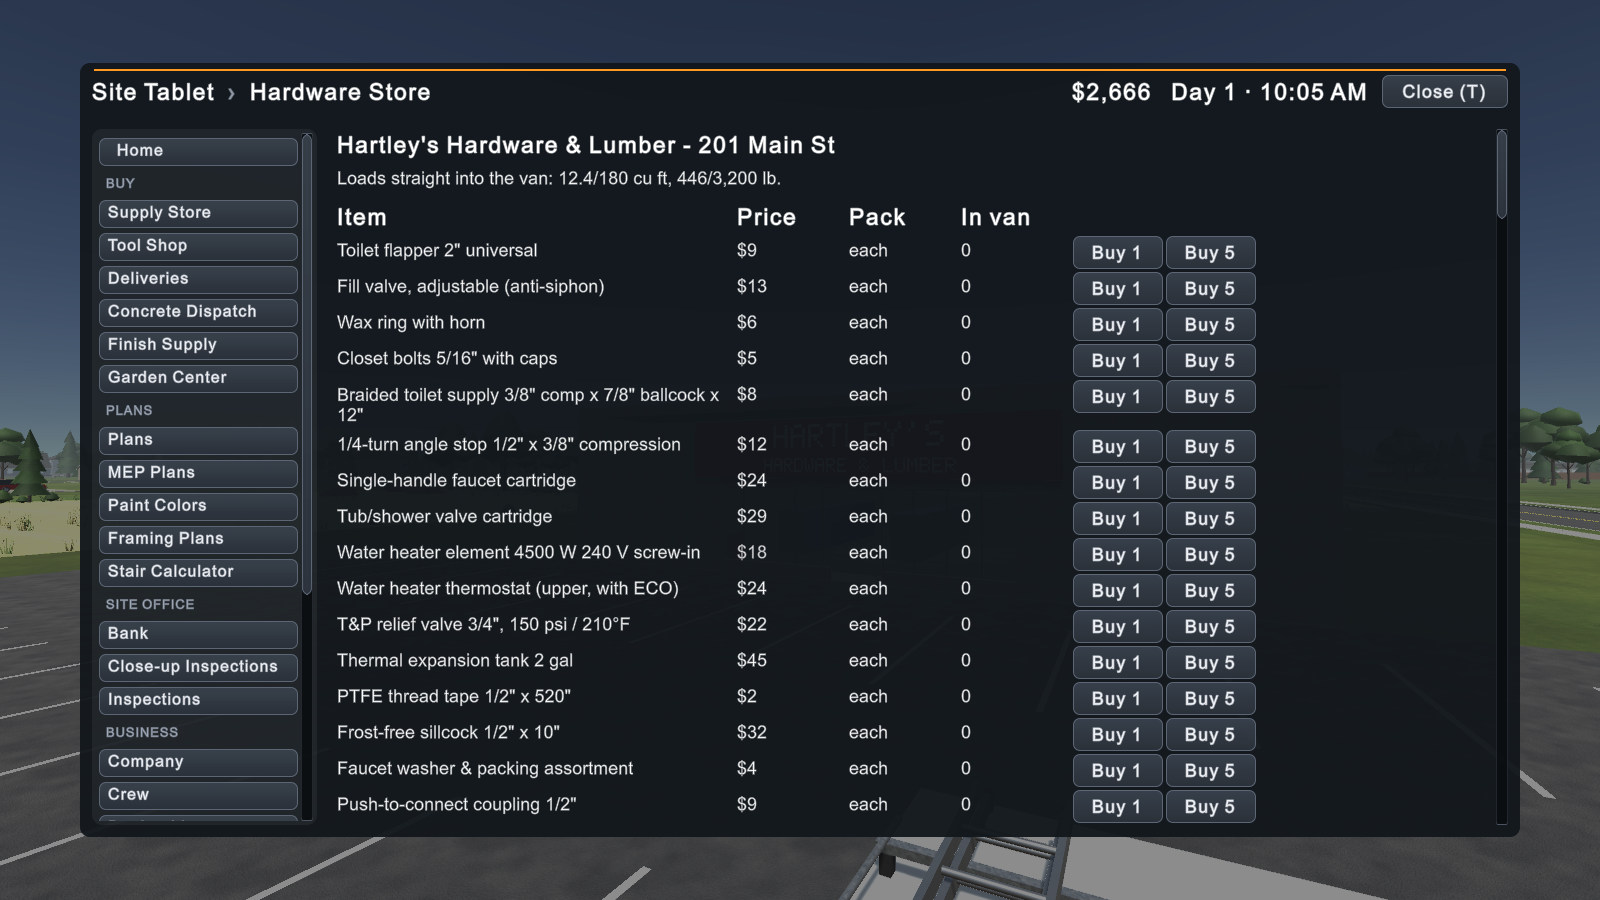 Site Tablet › Hardware Store
$2,666 Day 1 · 10:05 AM Close (T)
Home
BUY
Supply Store
Tool Shop
Deliveries
Concrete Dispatch
Finish Supply
Garden Center
PLANS
Plans
MEP Plans
Paint Colors
Framing Plans
Stair Calculator
SITE OFFICE
Bank
Close-up Inspections
Inspections
BUSINESS
Company
Crew
Hartley's Hardware & Lumber - 201 Main St
Loads straight into the van: 12.4/180 cu ft, 446/3,200 lb.
Item Price Pack In van
Toilet flapper 2" universal $9 each 0 Buy 1 Buy 5
Fill valve, adjustable (anti-siphon) $13 each 0 Buy 1 Buy 5
Wax ring with horn $6 each 0 Buy 1 Buy 5
Closet bolts 5/16" with caps $5 each 0 Buy 1 Buy 5
Braided toilet supply 3/8" comp x 7/8" ballcock x $8 each 0 Buy 1 Buy 5
12"
1/4-turn angle stop 1/2" x 3/8" compression $12 each 0 Buy 1 Buy 5
Single-handle faucet cartridge $24 each 0 Buy 1 Buy 5
Tub/shower valve cartridge $29 each 0 Buy 1 Buy 5
Water heater element 4500 W 240 V screw-in $18 each 0 Buy 1 Buy 5
Water heater thermostat (upper, with ECO) $24 each 0 Buy 1 Buy 5
T&P relief valve 3/4", 150 psi / 210°F $22 each 0 Buy 1 Buy 5
Thermal expansion tank 2 gal $45 each 0 Buy 1 Buy 5
PTFE thread tape 1/2" x 520" $2 each 0 Buy 1 Buy 5
Frost-free sillcock 1/2" x 10" $32 each 0 Buy 1 Buy 5
Faucet washer & packing assortment $4 each 0 Buy 1 Buy 5
Push-to-connect coupling 1/2" $9 each 0 Buy 1 Buy 5
HARTLEY'S
HARDWARE & LUMBER